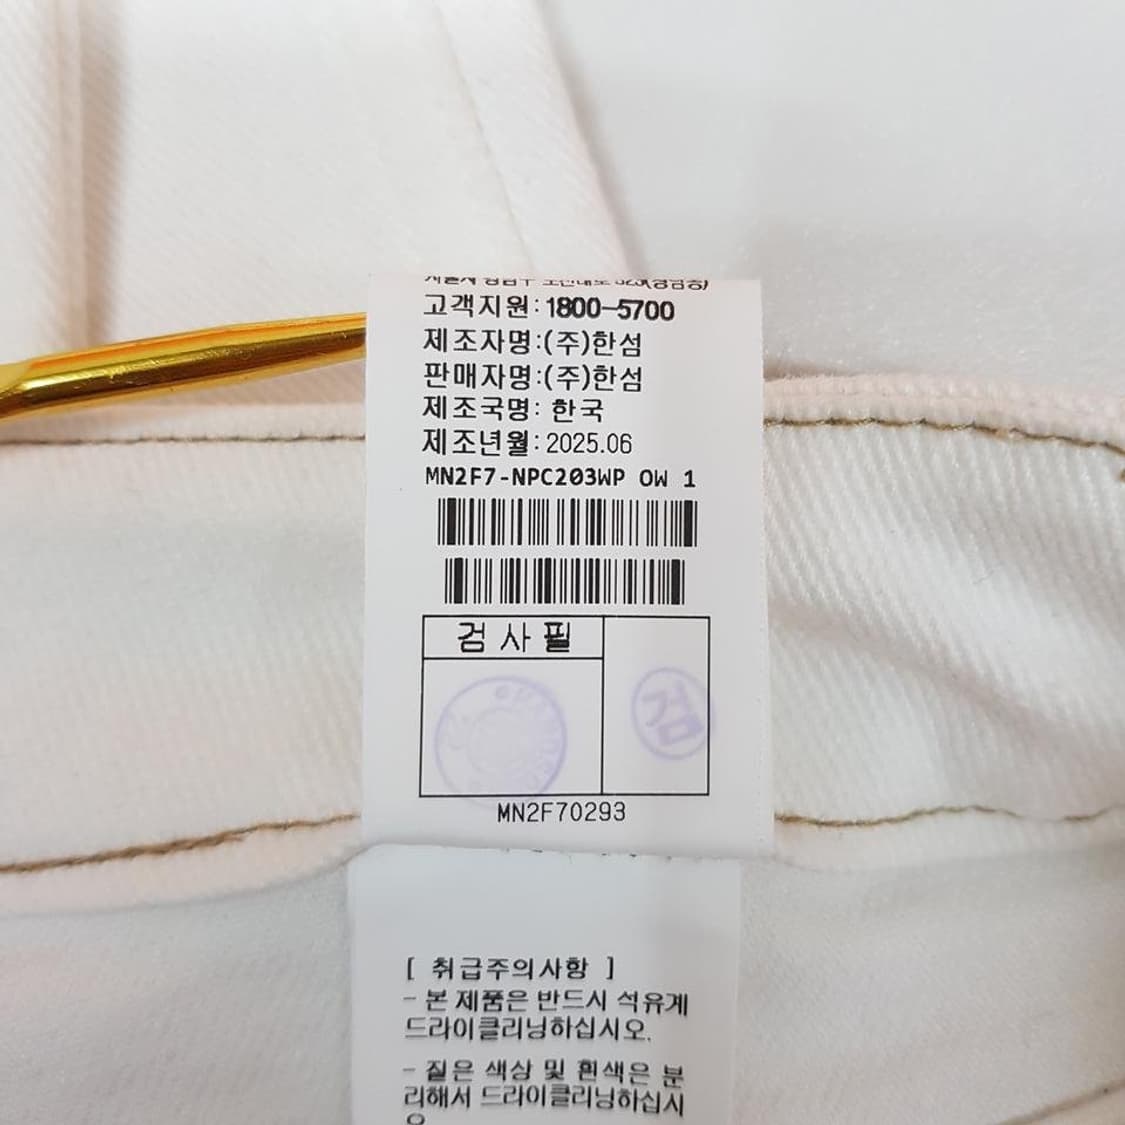 고객지원:1800-5700
제조자명:(주)한섬
판매자명:(주)한섬
제조국명: 한국
제조년월: 2025.06
MN2F7-NPC203WP OW 1
검사필
검
MN2F70293
[ 취급주의사항 ]
- 본 제품은 반드시 석유계
드라이클리닝하십시오.
- 짙은 색상 및 흰색은 분
리해서 드라이클리닝하십시